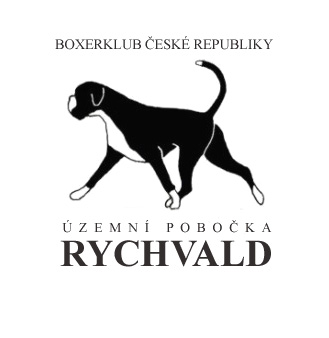 BOXERKLUB ČESKÉ REPUBLIKY
ÚZEMNÍ POBOČKA
RYCHVALD